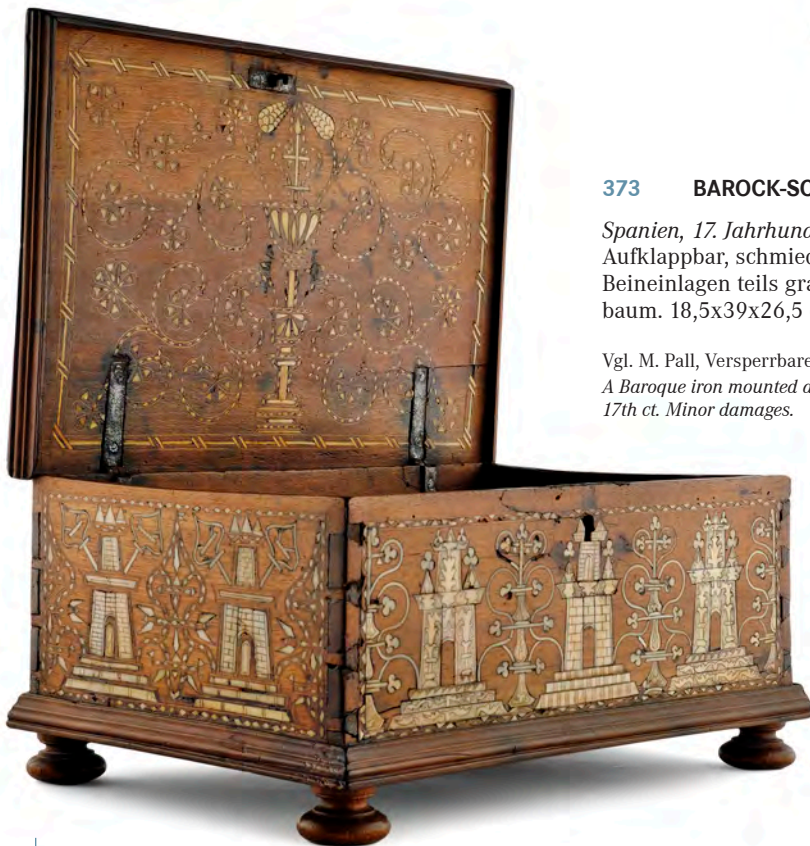 373 BAROCK-SC
Spanien, 17. Jahrhund
Aufklappbar, schmied
Beineinlagen teils gra
baum. 18,5x39x26,5
Vgl. M. Pall, Versperrbare
A Baroque iron mounted a
17th ct. Minor damages.